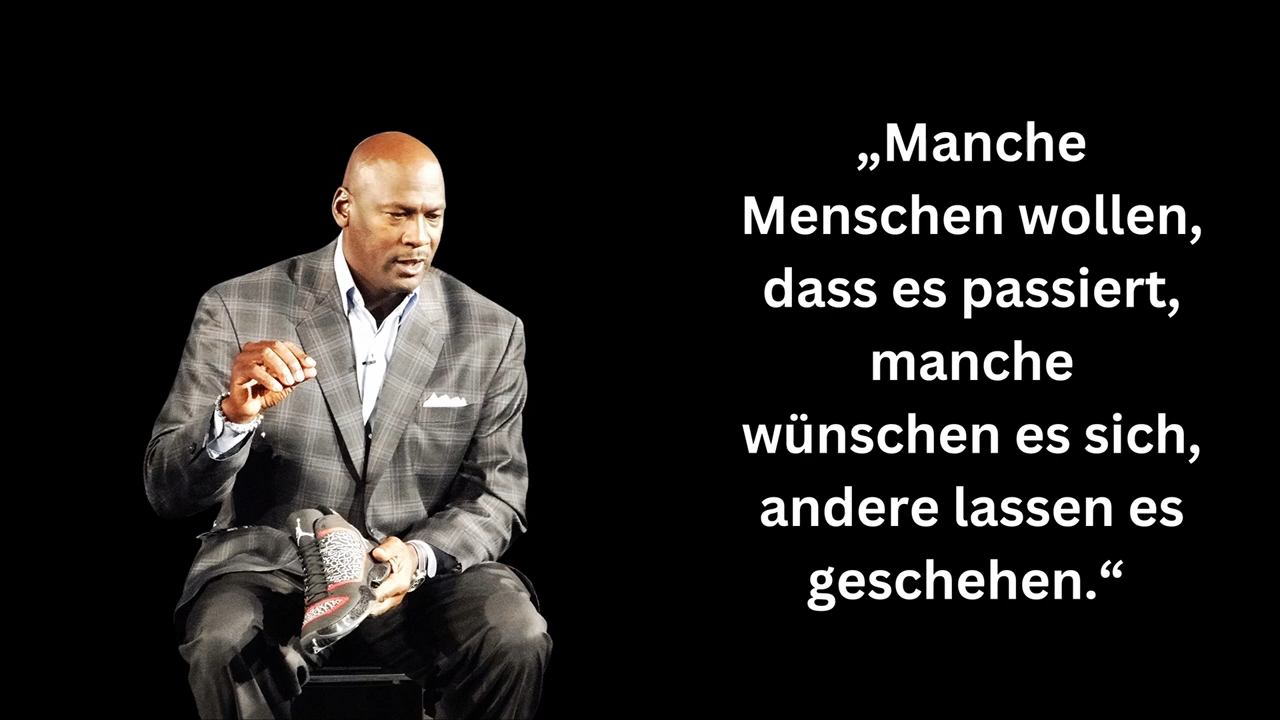 „Manche
Menschen wollen,
dass es passiert,
manche
wünschen es sich,
andere lassen es
geschehen.“